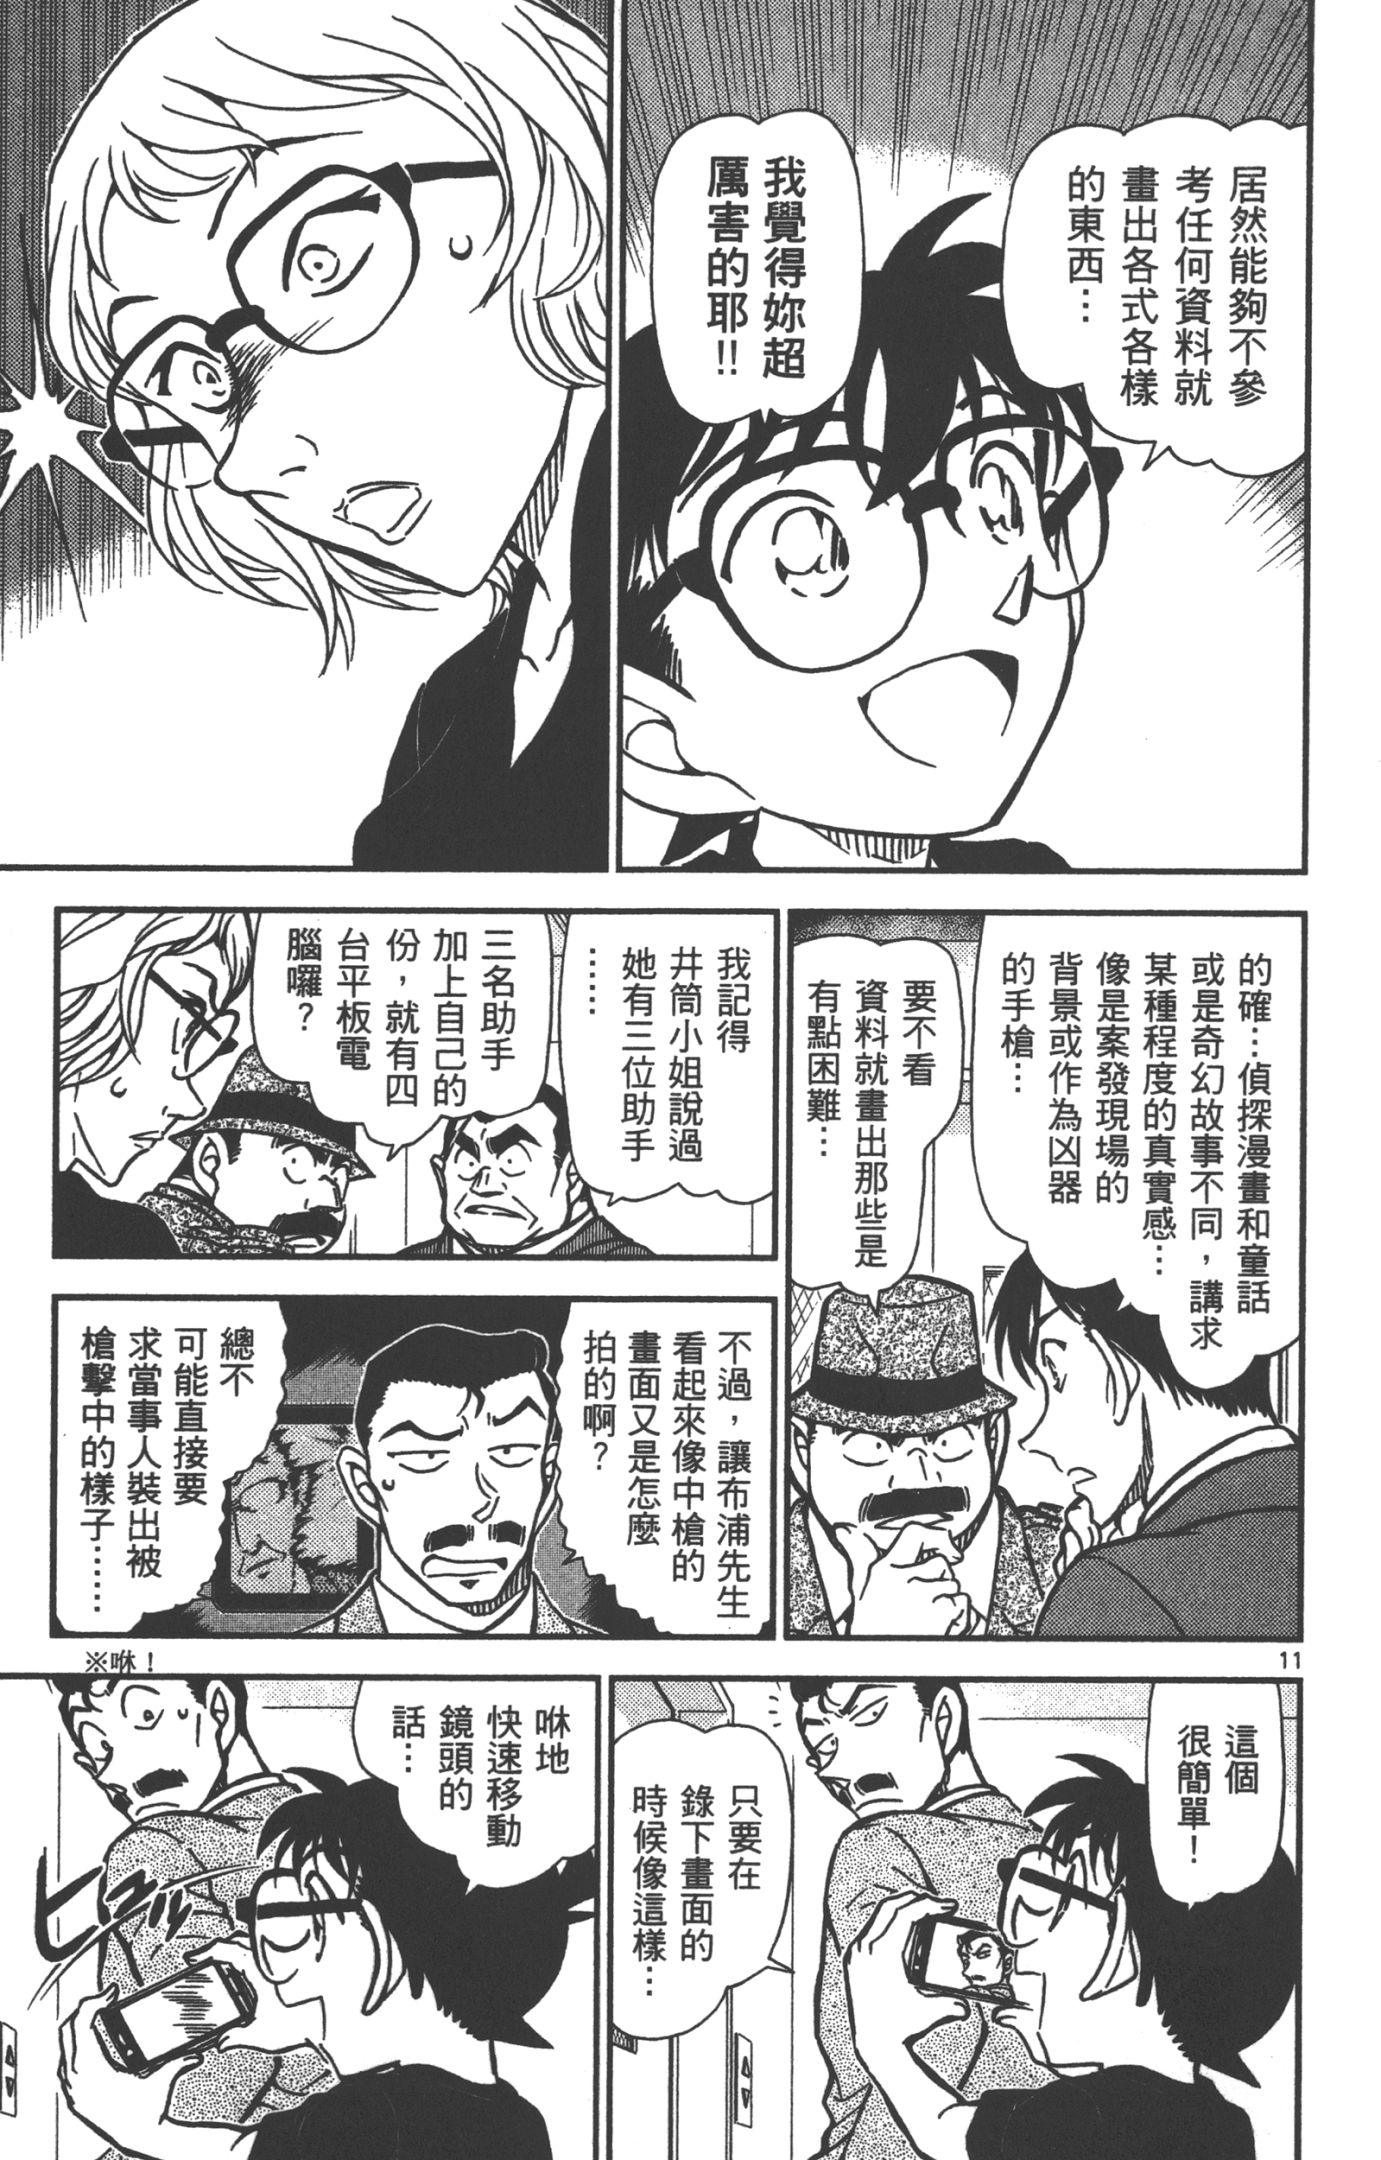 居然能夠不參
考任何資料就
畫出各式各樣
的東西…
我覺得妳超
厲害的耶!!
的確…偵探漫畫和童話
或是奇幻故事不同，講求
某種程度的真實感…
像是案發現場的
背景或作為凶器
的手槍…
要不看
資料就畫出那些是
有點困難…
我記得
井筒小姐說過
她有三位助手
……
三名助手
加上自己的
份，就有四
台平板電
腦囉？
不過，讓布浦先生
看起來像中槍的
畫面又是怎麼
拍的啊？
總不
可能直接要
求當事人裝出被
槍擊中的樣子……
11
這個
很簡單！
只要在
錄下畫面的
時候像這樣…
咻地
快速移動
鏡頭的
話…
※咻！
ヒュッ